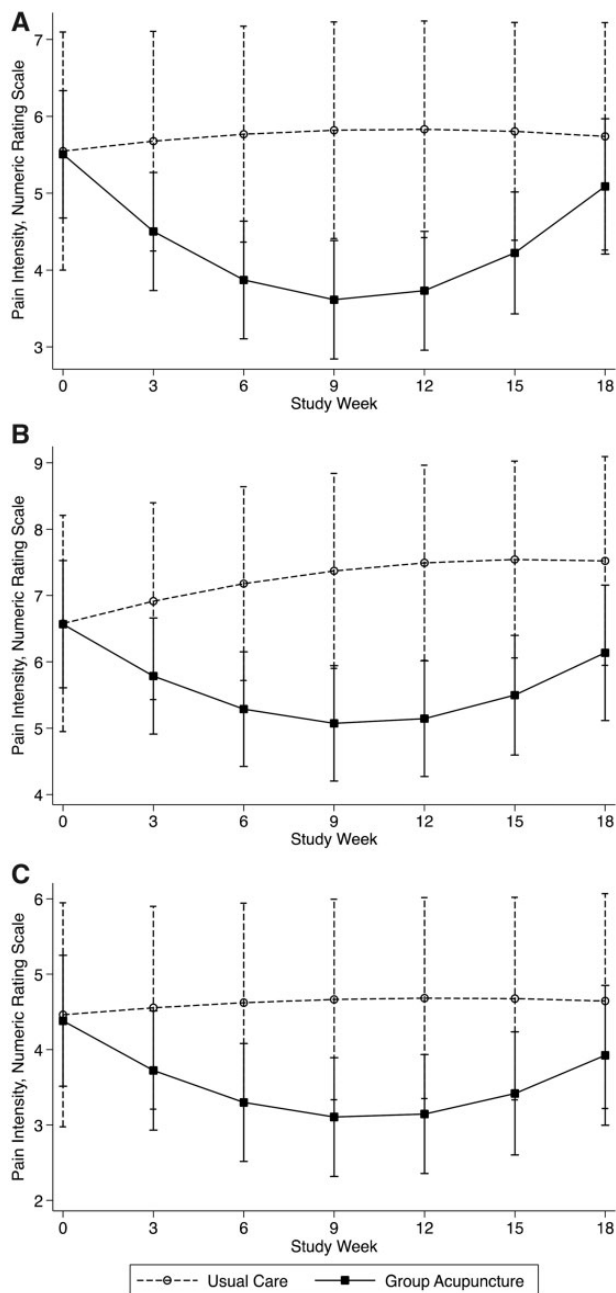 A
Pain Intensity, Numeric Rating Scale
7
6
5
4
3
0 3 6 9 12 15 18
Study Week
B
Pain Intensity, Numeric Rating Scale
9
8
7
6
5
4
0 3 6 9 12 15 18
Study Week
C
Pain Intensity, Numeric Rating Scale
6
5
4
3
2
0 3 6 9 12 15 18
Study Week
Usual Care Group Acupuncture